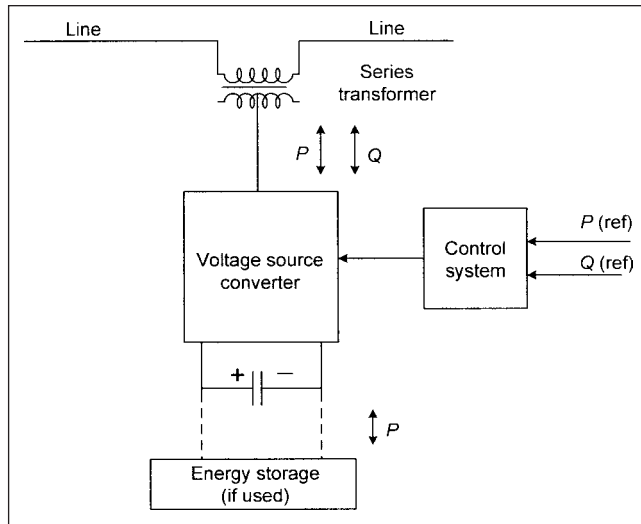 Line
Line
Series
transformer
P
Q
Voltage source
converter
Control
system
P (ref)
Q (ref)
+
−
P
Energy storage
(if used)